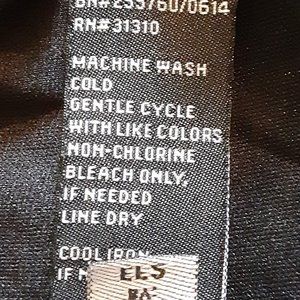 RN#31310
MACHINE WASH
COLD
GENTLE CYCLE
WITH LIKE COLORS
NON-CHLORINE
BLEACH ONLY,
IF NEEDED
LINE DRY
COOL IRON
IF